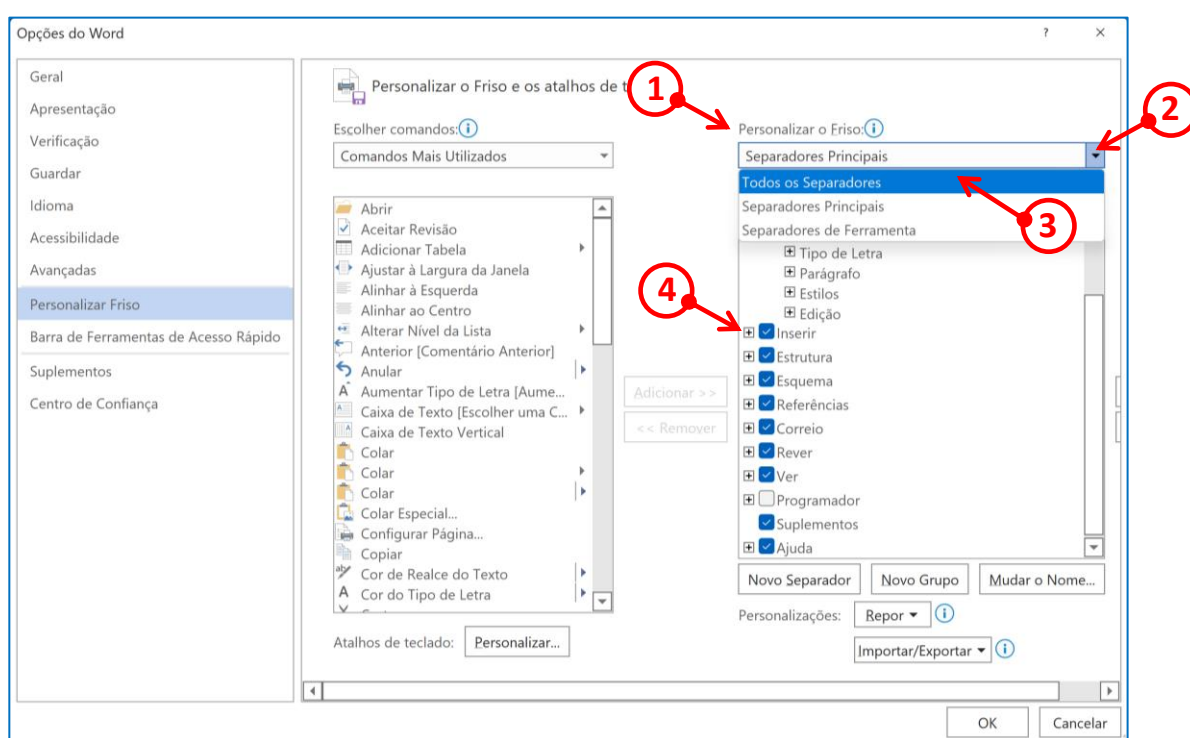 Opções do Word
?
×
Geral
Apresentação
Verificação
Guardar
Idioma
Acessibilidade
Avançadas
Personalizar Friso
Barra de Ferramentas de Acesso Rápido
Suplementos
Centro de Confiança
Personalizar o Friso e os atalhos de t
1
2
Escolher comandos:
Comandos Mais Utilizados
Abrir
Aceitar Revisão
Adicionar Tabela
Ajustar à Largura da Janela
Alinhar à Esquerda
Alinhar ao Centro
Alterar Nível da Lista
Anterior [Comentário Anterior]
Anular
Aumentar Tipo de Letra [Aume...
Caixa de Texto [Escolher uma C...
Caixa de Texto Vertical
Colar
Colar
Colar
Colar Especial...
Configurar Página...
Copiar
Cor de Realce do Texto
Cor do Tipo de Letra
Atalhos de teclado: Personalizar...
Adicionar >>
<< Remover
Personalizar o Friso:
Separadores Principais
Todos os Separadores
Separadores Principais
Separadores de Ferramenta
3
Tipo de Letra
Parágrafo
Estilos
Edição
4
Inserir
Estrutura
Esquema
Referências
Correio
Rever
Ver
Programador
Suplementos
Ajuda
Novo Separador Novo Grupo Mudar o Nome...
Personalizações: Repor
Importar/Exportar
OK Cancelar